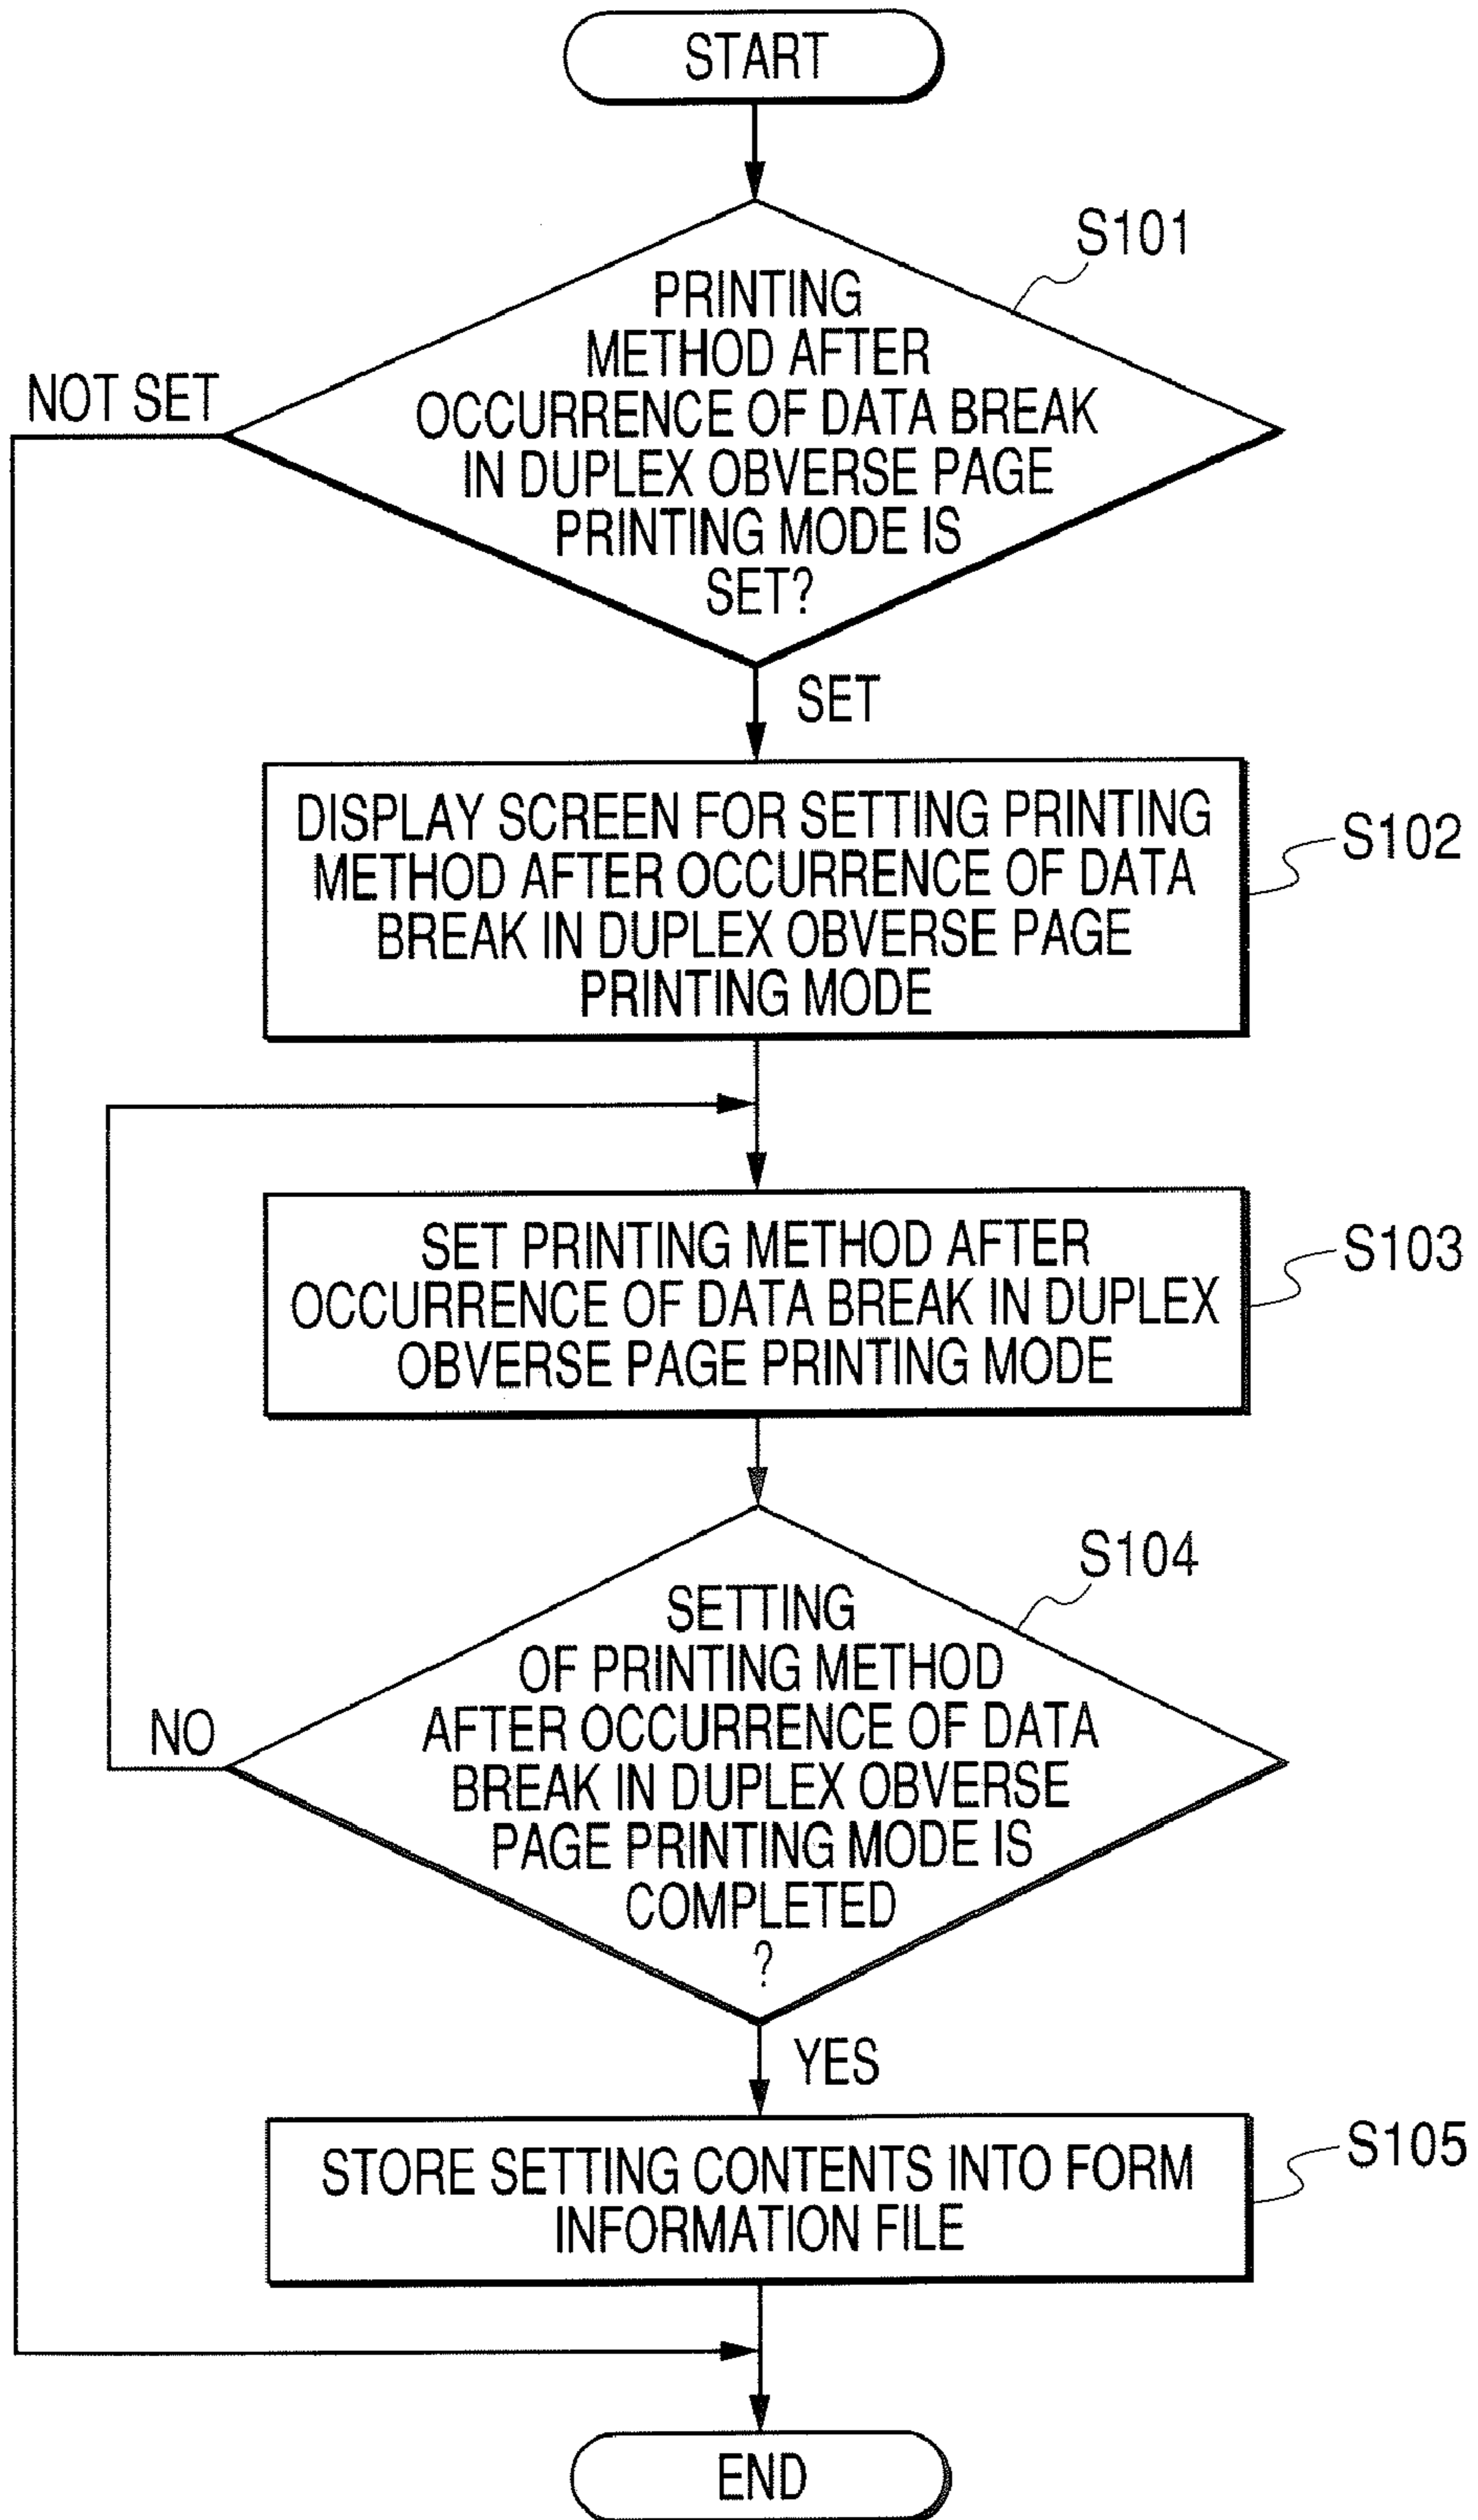 START
S101
PRINTING
METHOD AFTER
OCCURRENCE OF DATA BREAK
IN DUPLEX OBVERSE PAGE
PRINTING MODE IS
SET?
NOT SET
SET
DISPLAY SCREEN FOR SETTING PRINTING
METHOD AFTER OCCURRENCE OF DATA
BREAK IN DUPLEX OBVERSE PAGE
PRINTING MODE
S102
SET PRINTING METHOD AFTER
OCCURRENCE OF DATA BREAK IN DUPLEX
OBVERSE PAGE PRINTING MODE
S103
S104
SETTING
OF PRINTING METHOD
AFTER OCCURRENCE OF DATA
BREAK IN DUPLEX OBVERSE
PAGE PRINTING MODE IS
COMPLETED
?
NO
YES
STORE SETTING CONTENTS INTO FORM
INFORMATION FILE
S105
END